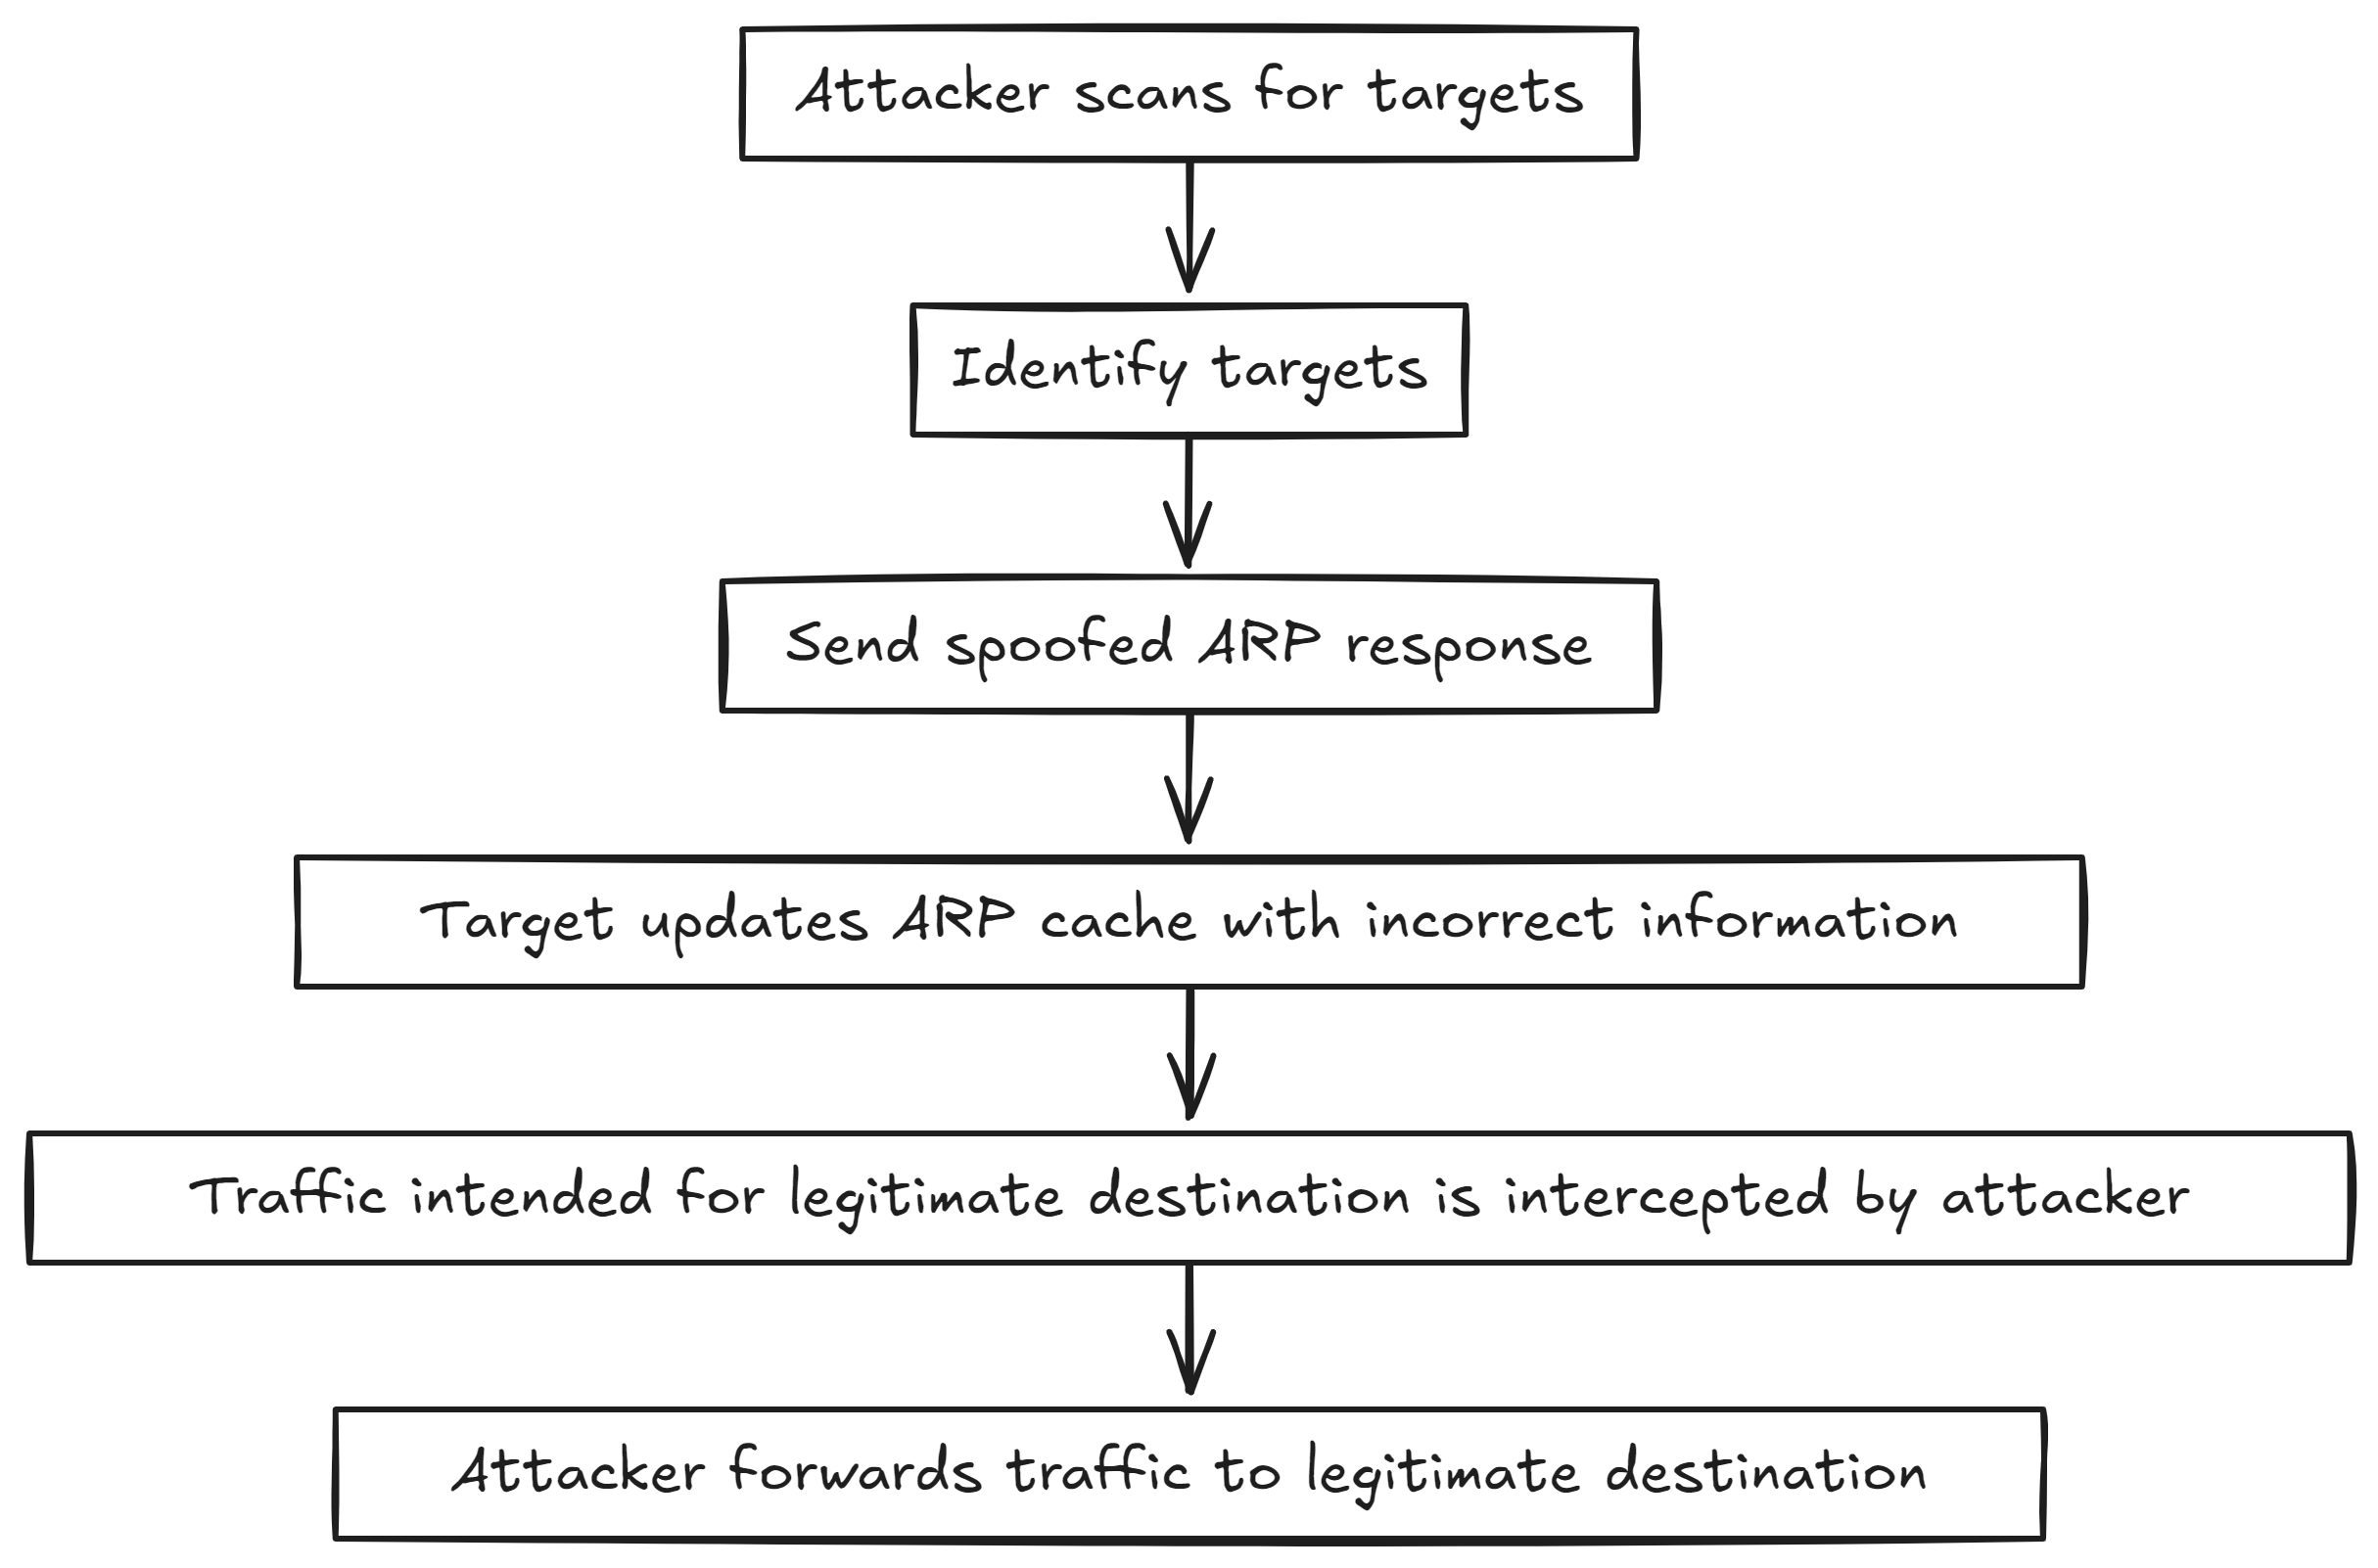 Attacker scans for targets
Identify targets
Send spoofed ARP response
Target updates ARP cache with incorrect information
Traffic intended for legitimate destination is intercepted by attacker
Attacker forwards traffic to legitimate destination